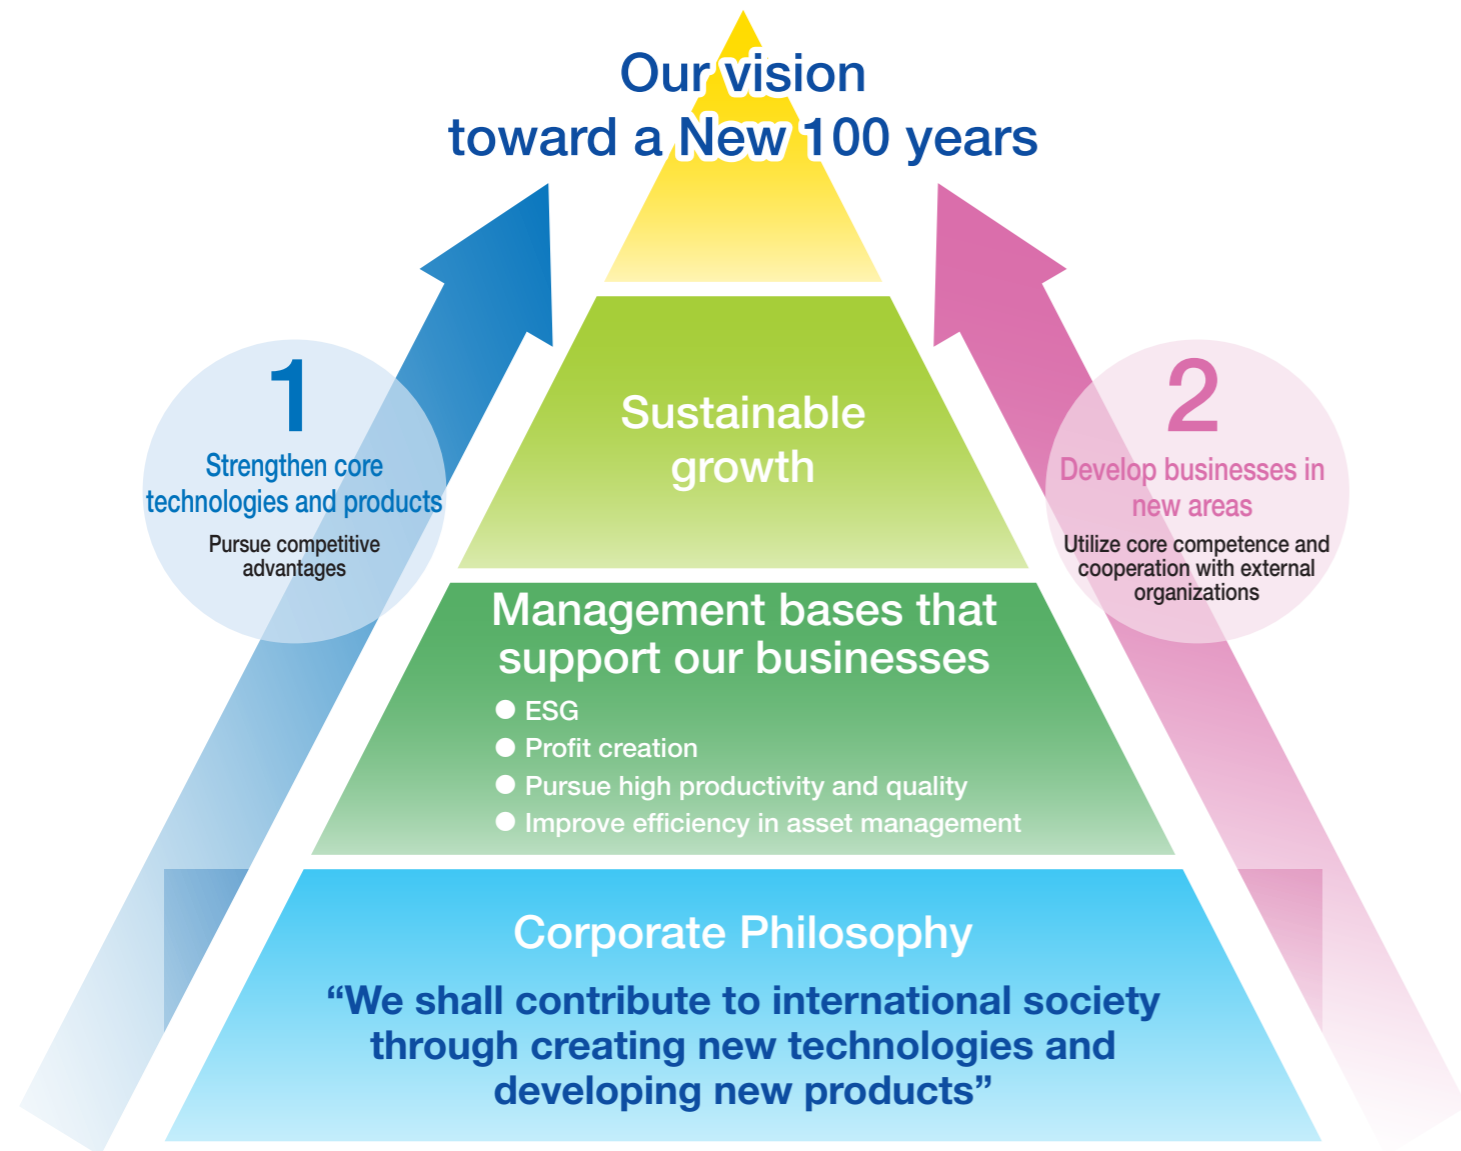 Our vision
toward a New 100 years
1
Strengthen core
technologies and products
Pursue competitive
advantages
2
Develop businesses in
new areas
Utilize core competence and
cooperation with external
organizations
Sustainable
growth
Management bases that
support our businesses
● ESG
● Profit creation
● Pursue high productivity and quality
● Improve efficiency in asset management
Corporate Philosophy
“We shall contribute to international society
through creating new technologies and
developing new products”